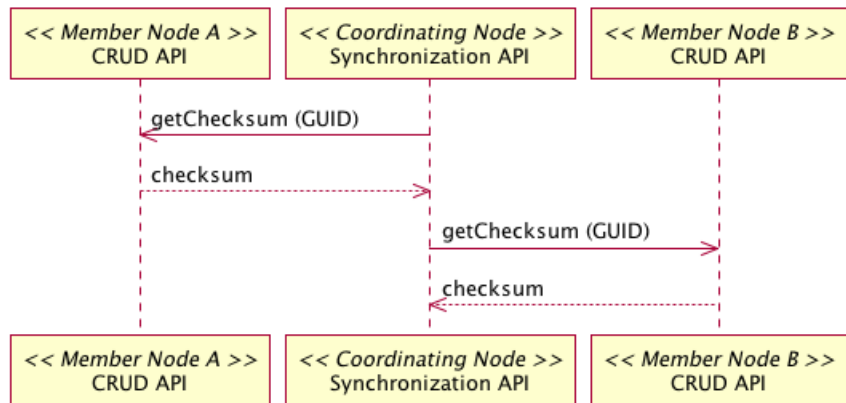 << Member Node A >>
CRUD API
<< Coordinating Node >>
Synchronization API
<< Member Node B >>
CRUD API
getChecksum (GUID)
checksum
getChecksum (GUID)
checksum
<< Member Node A >>
CRUD API
<< Coordinating Node >>
Synchronization API
<< Member Node B >>
CRUD API